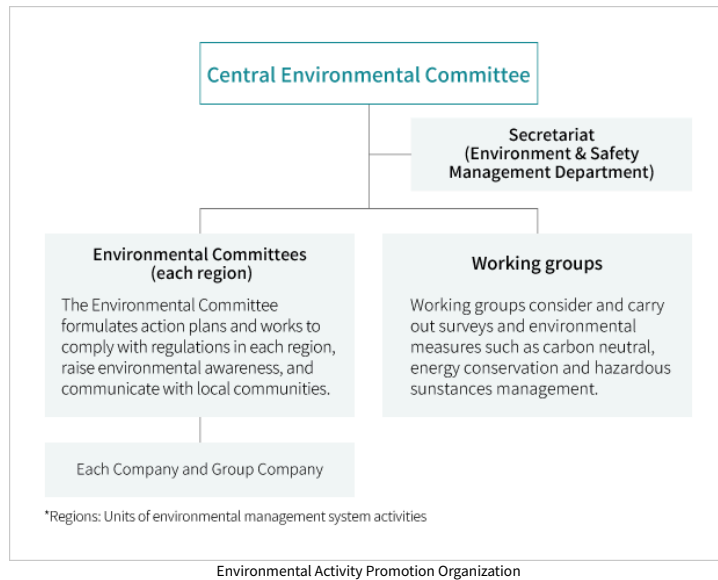 Central Environmental Committee
Secretariat
(Environment & Safety
Management Department)
Environmental Committees
(each region)
The Environmental Committee
formulates action plans and works to
comply with regulations in each region,
raise environmental awareness, and
communicate with local communities.
Working groups
Working groups consider and carry
out surveys and environmental
measures such as carbon neutral,
energy conservation and hazardous
sunstances management.
Each Company and Group Company
*Regions: Units of environmental management system activities
Environmental Activity Promotion Organization